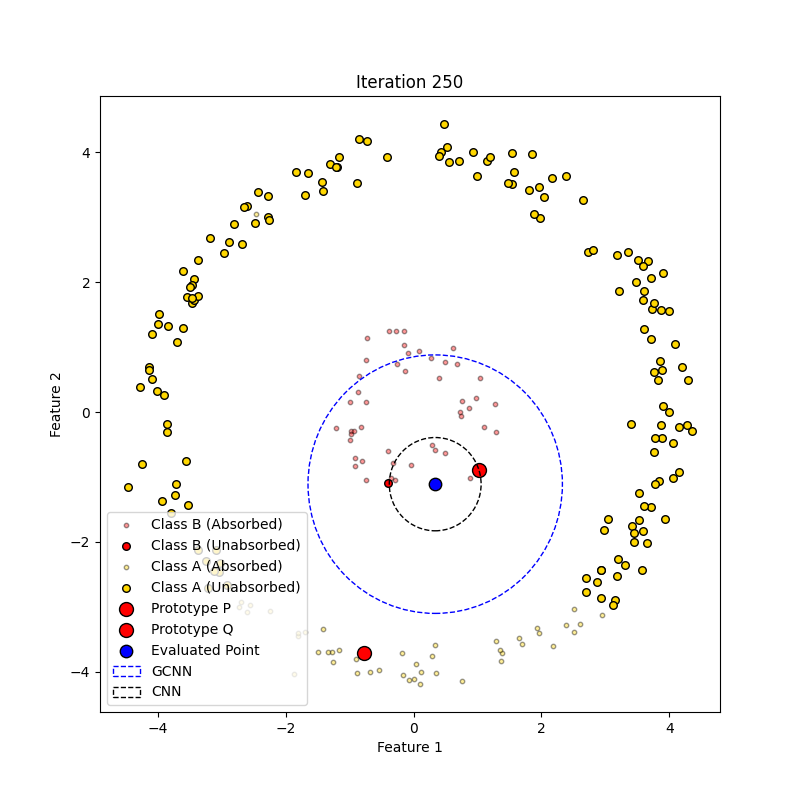 Iteration 250
Feature 2
4
2
0
−2
−4
Class B (Absorbed)
Class B (Unabsorbed)
Class A (Absorbed)
Class A (Unabsorbed)
Prototype P
Prototype Q
Evaluated Point
GCNN
CNN
−4 −2 0 2 4
Feature 1